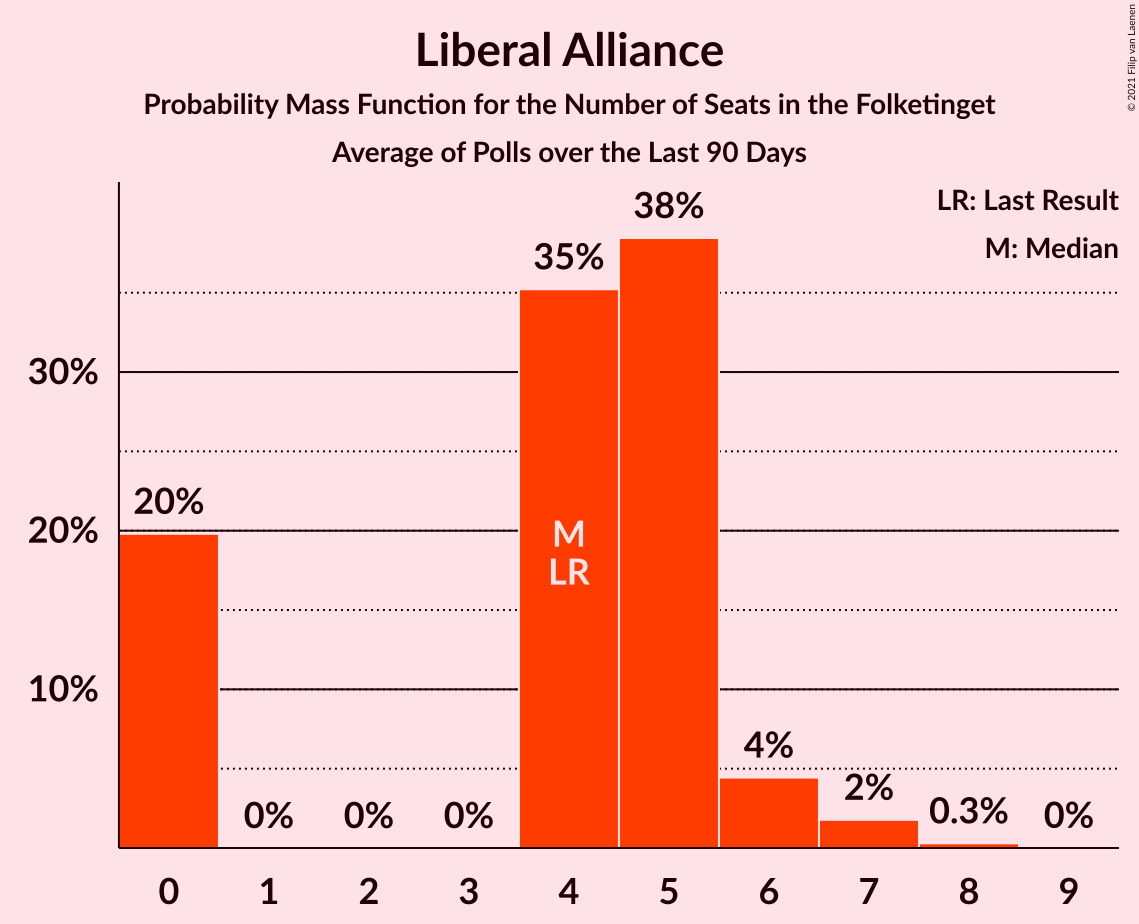 Liberal Alliance
Probability Mass Function for the Number of Seats in the Folketinget
Average of Polls over the Last 90 Days
© 2021 Filip van Laenen
LR: Last Result
M: Median
38%
35%
30%
20%
20%
M
LR
10%
4%
2%
0.3%
0%
0%
0%
0%
0 1 2 3 4 5 6 7 8 9